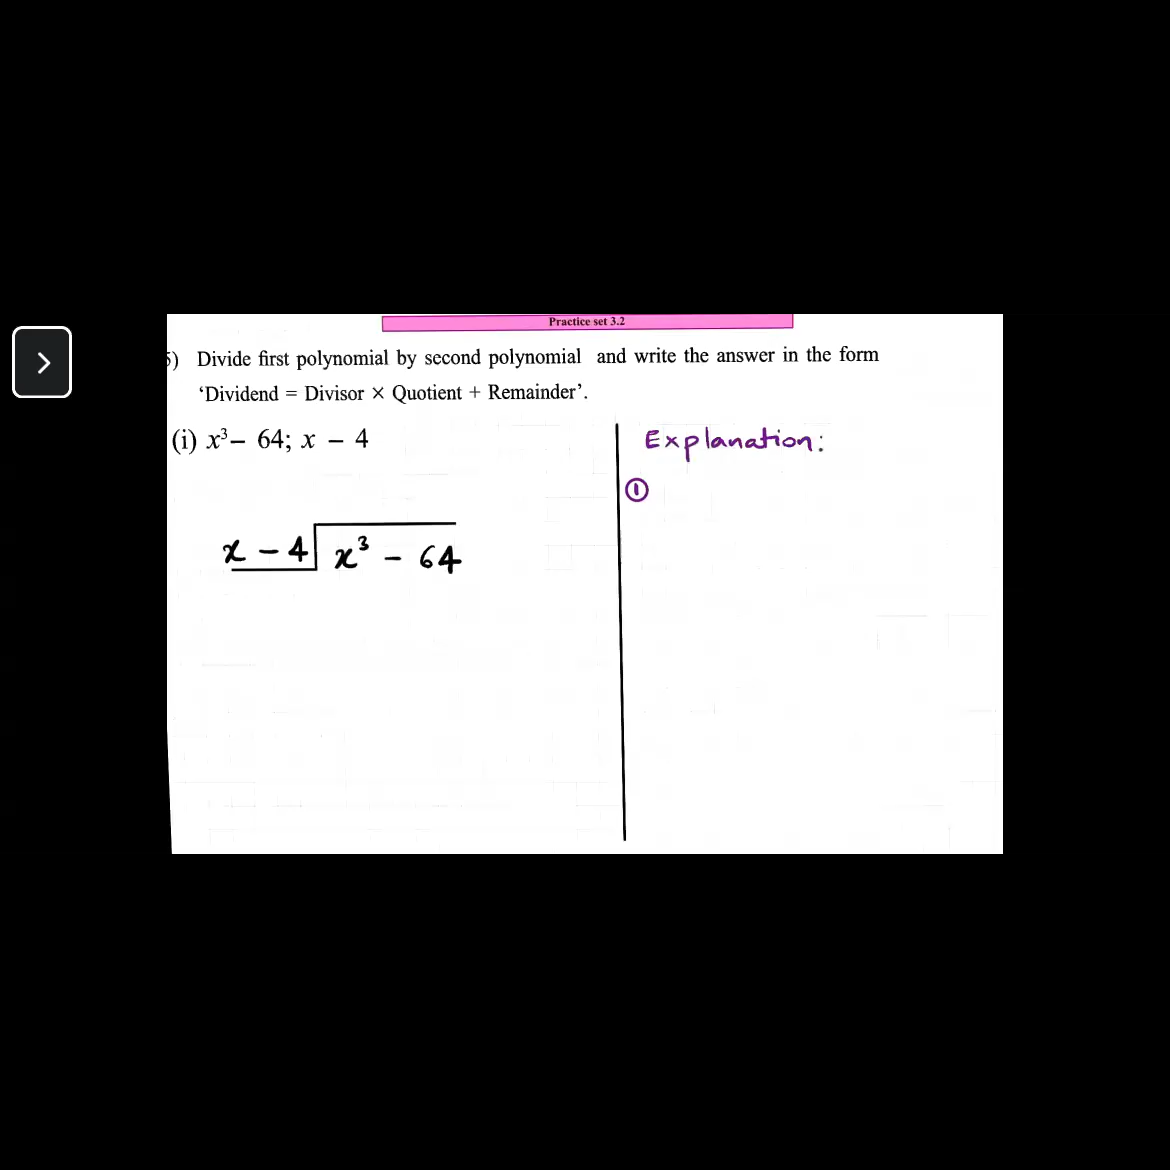 Practice set 3.2
5) Divide first polynomial by second polynomial and write the answer in the form
‘Dividend = Divisor × Quotient + Remainder’.
(i) x³ – 64; x – 4
Explanation:
①
x – 4 x³ – 64